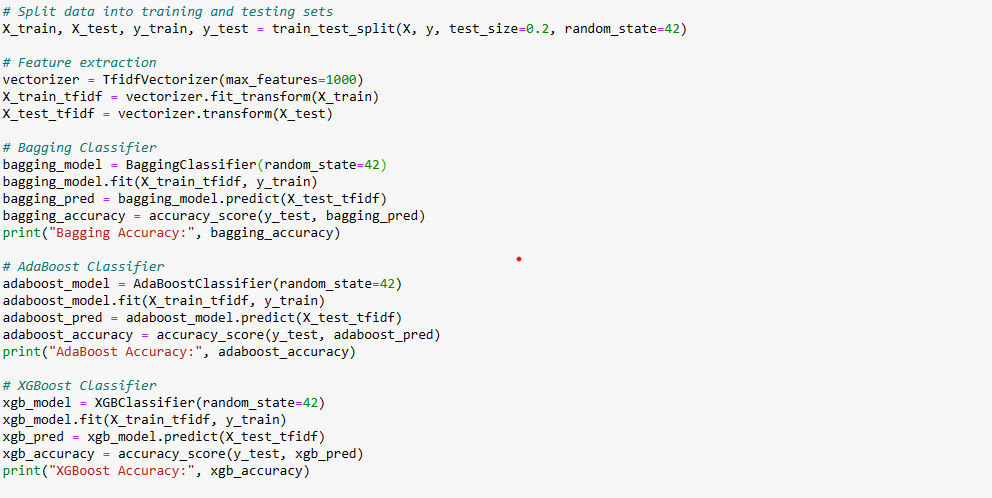 # Split data into training and testing sets
X_train, X_test, y_train, y_test = train_test_split(X, y, test_size=0.2, random_state=42)
# Feature extraction
vectorizer = TfidfVectorizer(max_features=1000)
X_train_tfidf = vectorizer.fit_transform(X_train)
X_test_tfidf = vectorizer.transform(X_test)
# Bagging Classifier
bagging_model = BaggingClassifier(random_state=42)
bagging_model.fit(X_train_tfidf, y_train)
bagging_pred = bagging_model.predict(X_test_tfidf)
bagging_accuracy = accuracy_score(y_test, bagging_pred)
print("Bagging Accuracy:", bagging_accuracy)
# AdaBoost Classifier
adaboost_model = AdaBoostClassifier(random_state=42)
adaboost_model.fit(X_train_tfidf, y_train)
adaboost_pred = adaboost_model.predict(X_test_tfidf)
adaboost_accuracy = accuracy_score(y_test, adaboost_pred)
print("AdaBoost Accuracy:", adaboost_accuracy)
# XGBoost Classifier
xgb_model = XGBClassifier(random_state=42)
xgb_model.fit(X_train_tfidf, y_train)
xgb_pred = xgb_model.predict(X_test_tfidf)
xgb_accuracy = accuracy_score(y_test, xgb_pred)
print("XGBoost Accuracy:", xgb_accuracy)